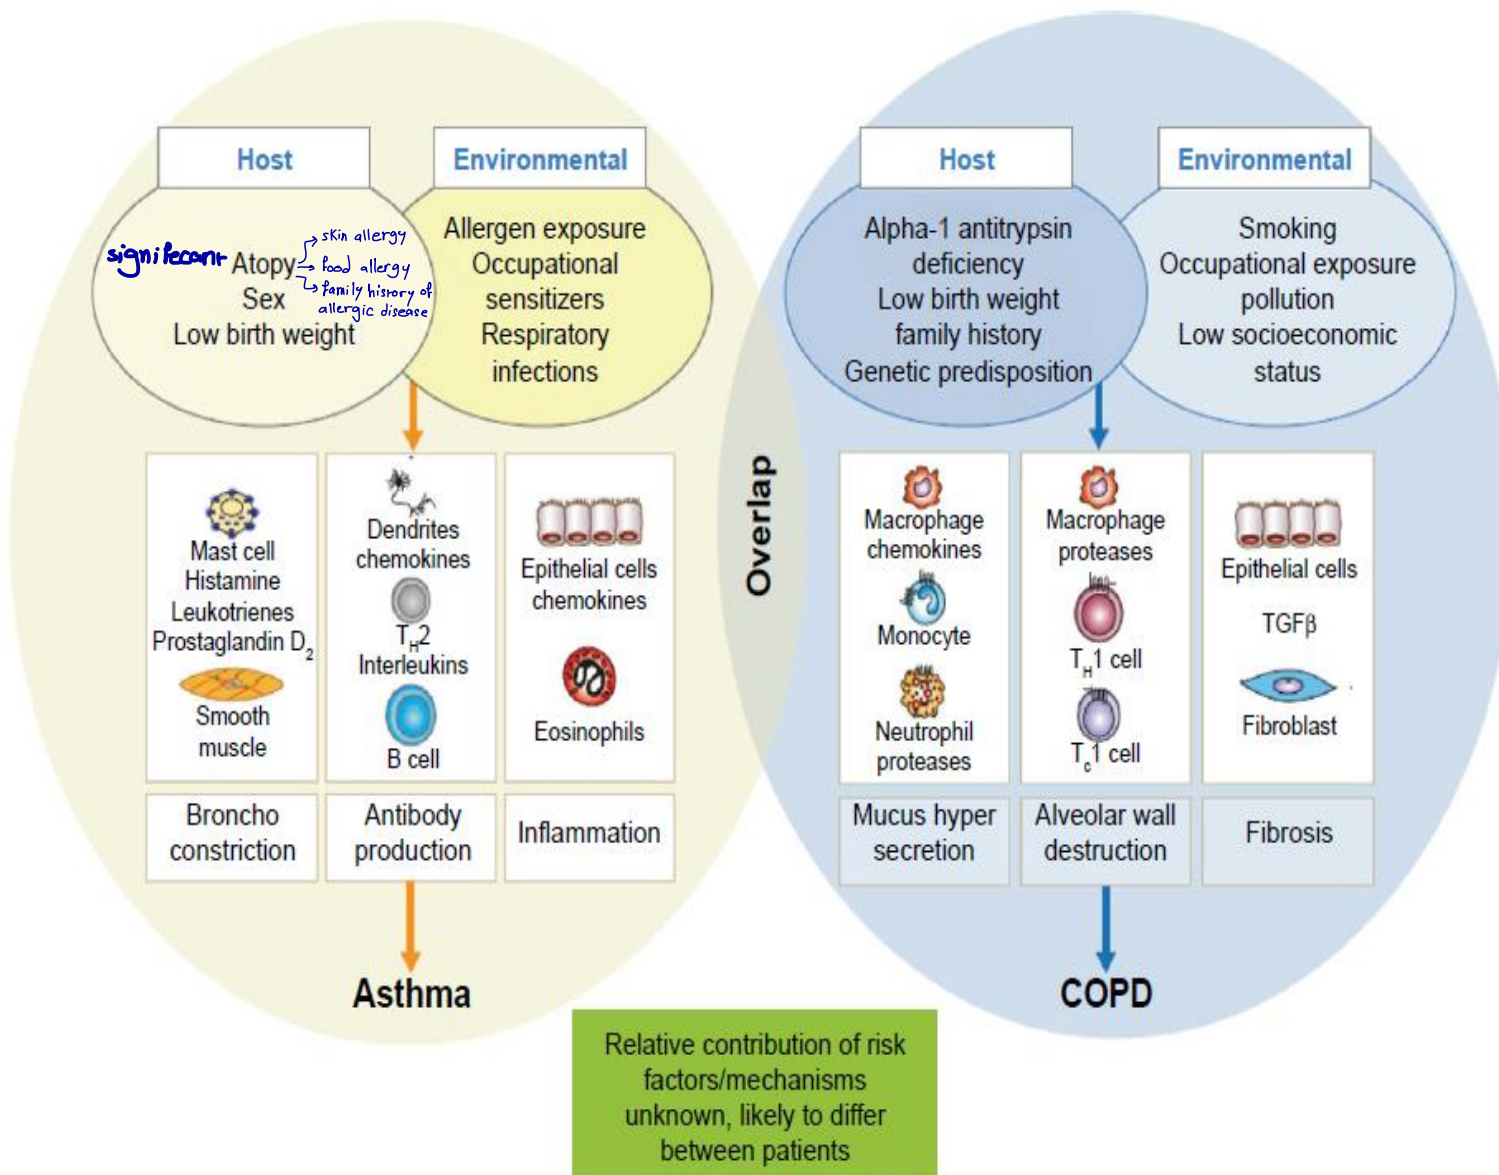 Host
Environmental
significant
Atopy
Sex
Low birth weight
skin allergy
food allergy
family history of
allergic disease
Allergen exposure
Occupational
sensitizers
Respiratory
infections
Host
Environmental
Alpha-1 antitrypsin
deficiency
Low birth weight
family history
Genetic predisposition
Smoking
Occupational exposure
pollution
Low socioeconomic
status
Mast cell
Histamine
Leukotrienes
Prostaglandin D₂
Smooth
muscle
Dendrites
chemokines
T_H2
Interleukins
B cell
Epithelial cells
chemokines
Eosinophils
Overlap
Macrophage
chemokines
Monocyte
Neutrophil
proteases
Macrophage
proteases
T_H1 cell
T_c1 cell
Epithelial cells
TGFβ
Fibroblast
Broncho
constriction
Antibody
production
Inflammation
Mucus hyper
secretion
Alveolar wall
destruction
Fibrosis
Asthma
COPD
Relative contribution of risk
factors/mechanisms
unknown, likely to differ
between patients